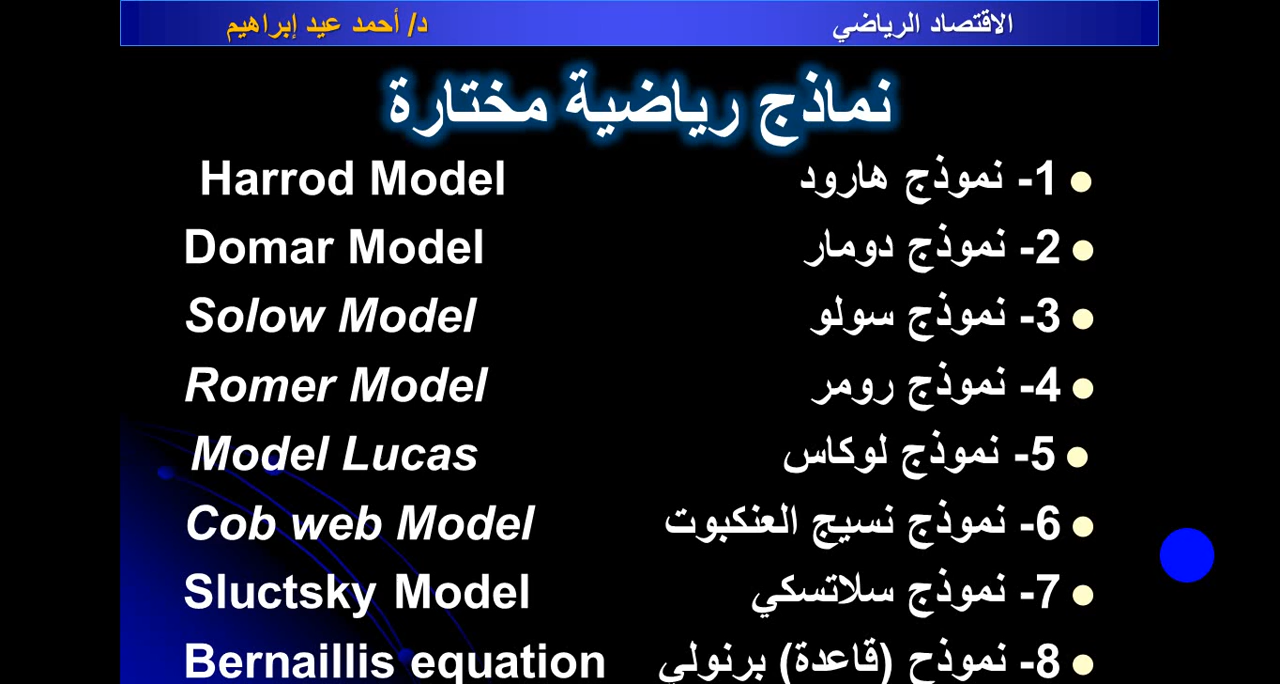 الاقتصاد الرياضي د/ أحمد عيد إبراهيم
نماذج رياضية مختارة
1- نموذج هارود Harrod Model
2- نموذج دومار Domar Model
3- نموذج سولو Solow Model
4- نموذج رومر Romer Model
5- نموذج لوكاس Model Lucas
6- نموذج نسيج العنكبوت Cob web Model
7- نموذج سلاتسكي Sluctsky Model
8- نموذح (قاعدة) برنولي Bernaillis equation